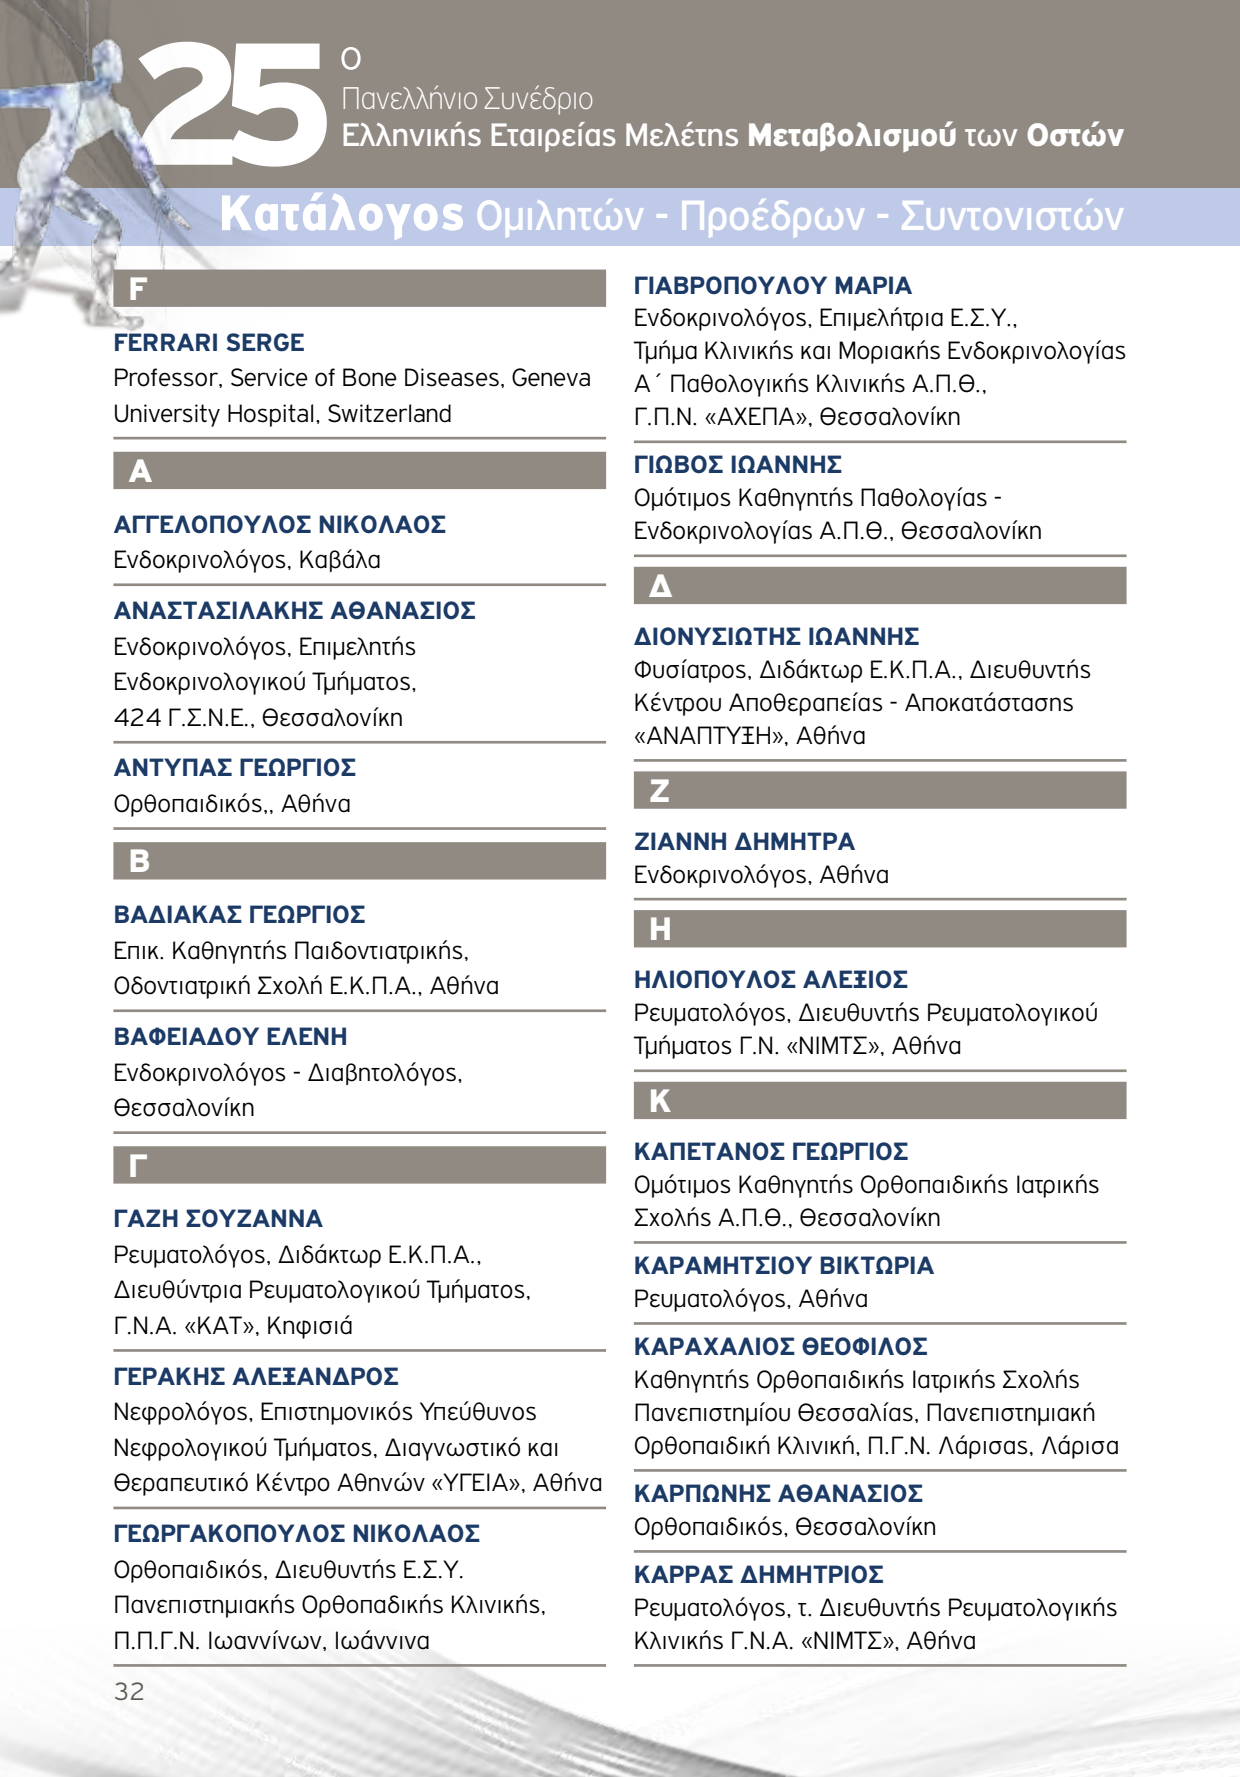 25ο
Πανελλήνιο Συνέδριο
Ελληνικής Εταιρείας Μελέτης Μεταβολισμού των Οστών
Κατάλογος Ομιλητών - Προέδρων - Συντονιστών
F
FERRARI SERGE
Professor, Service of Bone Diseases, Geneva
University Hospital, Switzerland
Α
ΑΓΓΕΛΟΠΟΥΛΟΣ ΝΙΚΟΛΑΟΣ
Ενδοκρινολόγος, Καβάλα
ΑΝΑΣΤΑΣΙΛΑΚΗΣ ΑΘΑΝΑΣΙΟΣ
Ενδοκρινολόγος, Επιμελητής
Ενδοκρινολογικού Τμήματος,
424 Γ.Σ.Ν.Ε., Θεσσαλονίκη
ΑΝΤΥΠΑΣ ΓΕΩΡΓΙΟΣ
Ορθοπαιδικός,, Αθήνα
Β
ΒΑΔΙΑΚΑΣ ΓΕΩΡΓΙΟΣ
Επικ. Καθηγητής Παιδοντιατρικής,
Οδοντιατρική Σχολή Ε.Κ.Π.Α., Αθήνα
ΒΑΦΕΙΑΔΟΥ ΕΛΕΝΗ
Ενδοκρινολόγος - Διαβητολόγος,
Θεσσαλονίκη
Γ
ΓΑΖΗ ΣΟΥΖΑΝΝΑ
Ρευματολόγος, Διδάκτωρ Ε.Κ.Π.Α.,
Διευθύντρια Ρευματολογικού Τμήματος,
Γ.Ν.Α. «ΚΑΤ», Κηφισιά
ΓΕΡΑΚΗΣ ΑΛΕΞΑΝΔΡΟΣ
Νεφρολόγος, Επιστημονικός Υπεύθυνος
Νεφρολογικού Τμήματος, Διαγνωστικό και
Θεραπευτικό Κέντρο Αθηνών «ΥΓΕΙΑ», Αθήνα
ΓΕΩΡΓΑΚΟΠΟΥΛΟΣ ΝΙΚΟΛΑΟΣ
Ορθοπαιδικός, Διευθυντής Ε.Σ.Υ.
Πανεπιστημιακής Ορθοπαδικής Κλινικής,
Π.Π.Γ.Ν. Ιωαννίνων, Ιωάννινα
ΓΙΑΒΡΟΠΟΥΛΟΥ ΜΑΡΙΑ
Ενδοκρινολόγος, Επιμελήτρια Ε.Σ.Υ.,
Τμήμα Κλινικής και Μοριακής Ενδοκρινολογίας
Α´ Παθολογικής Κλινικής Α.Π.Θ.,
Γ.Π.Ν. «ΑΧΕΠΑ», Θεσσαλονίκη
ΓΙΩΒΟΣ ΙΩΑΝΝΗΣ
Ομότιμος Καθηγητής Παθολογίας -
Ενδοκρινολογίας Α.Π.Θ., Θεσσαλονίκη
Δ
ΔΙΟΝΥΣΙΩΤΗΣ ΙΩΑΝΝΗΣ
Φυσίατρος, Διδάκτωρ Ε.Κ.Π.Α., Διευθυντής
Κέντρου Αποθεραπείας - Αποκατάστασης
«ΑΝΑΠΤΥΞΗ», Αθήνα
Ζ
ΖΙΑΝΝΗ ΔΗΜΗΤΡΑ
Ενδοκρινολόγος, Αθήνα
Η
ΗΛΙΟΠΟΥΛΟΣ ΑΛΕΞΙΟΣ
Ρευματολόγος, Διευθυντής Ρευματολογικού
Τμήματος Γ.Ν. «ΝΙΜΤΣ», Αθήνα
Κ
ΚΑΠΕΤΑΝΟΣ ΓΕΩΡΓΙΟΣ
Ομότιμος Καθηγητής Ορθοπαιδικής Ιατρικής
Σχολής Α.Π.Θ., Θεσσαλονίκη
ΚΑΡΑΜΗΤΣΙΟΥ ΒΙΚΤΩΡΙΑ
Ρευματολόγος, Αθήνα
ΚΑΡΑΧΑΛΙΟΣ ΘΕΟΦΙΛΟΣ
Καθηγητής Ορθοπαιδικής Ιατρικής Σχολής
Πανεπιστημίου Θεσσαλίας, Πανεπιστημιακή
Ορθοπαιδική Κλινική, Π.Γ.Ν. Λάρισας, Λάρισα
ΚΑΡΠΩΝΗΣ ΑΘΑΝΑΣΙΟΣ
Ορθοπαιδικός, Θεσσαλονίκη
ΚΑΡΡΑΣ ΔΗΜΗΤΡΙΟΣ
Ρευματολόγος, τ. Διευθυντής Ρευματολογικής
Κλινικής Γ.Ν.Α. «ΝΙΜΤΣ», Αθήνα
32